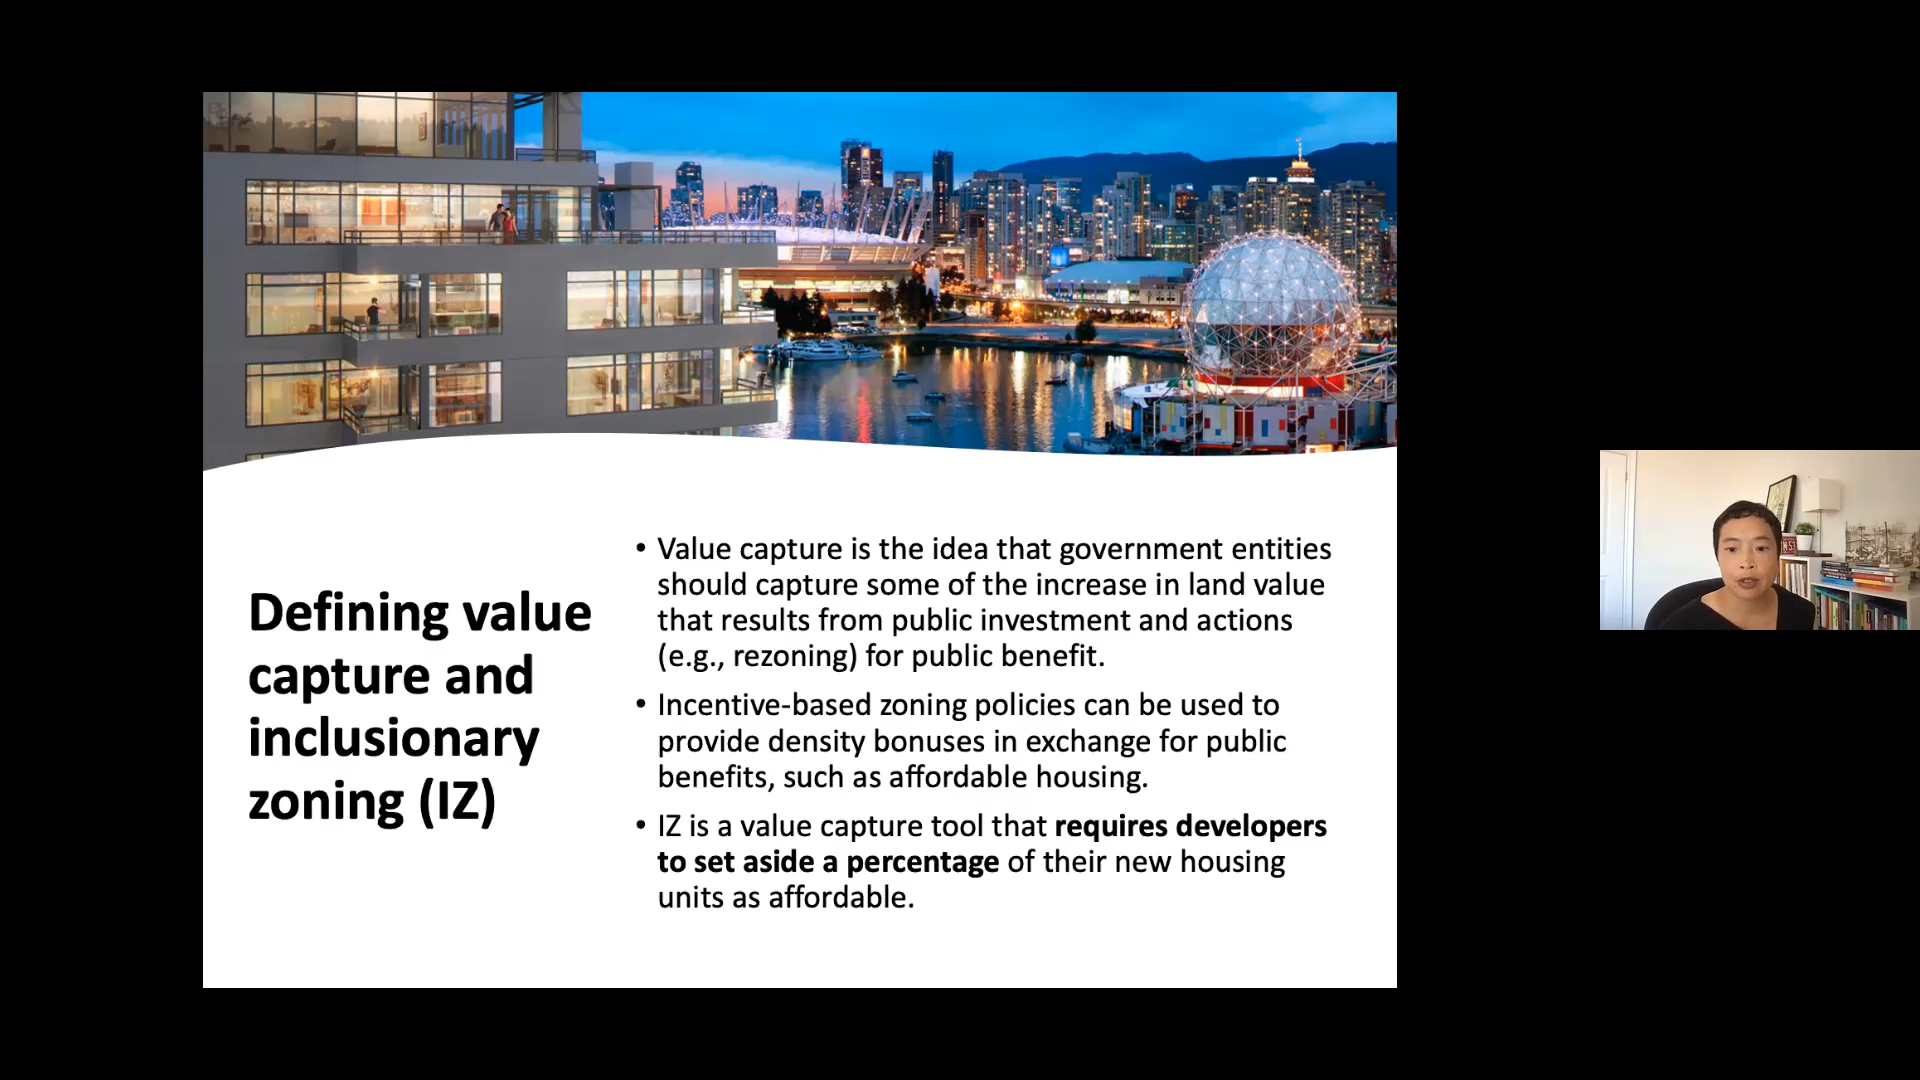 Defining value
capture and
inclusionary
zoning (IZ)
• Value capture is the idea that government entities
should capture some of the increase in land value
that results from public investment and actions
(e.g., rezoning) for public benefit.
• Incentive-based zoning policies can be used to
provide density bonuses in exchange for public
benefits, such as affordable housing.
• IZ is a value capture tool that requires developers
to set aside a percentage of their new housing
units as affordable.